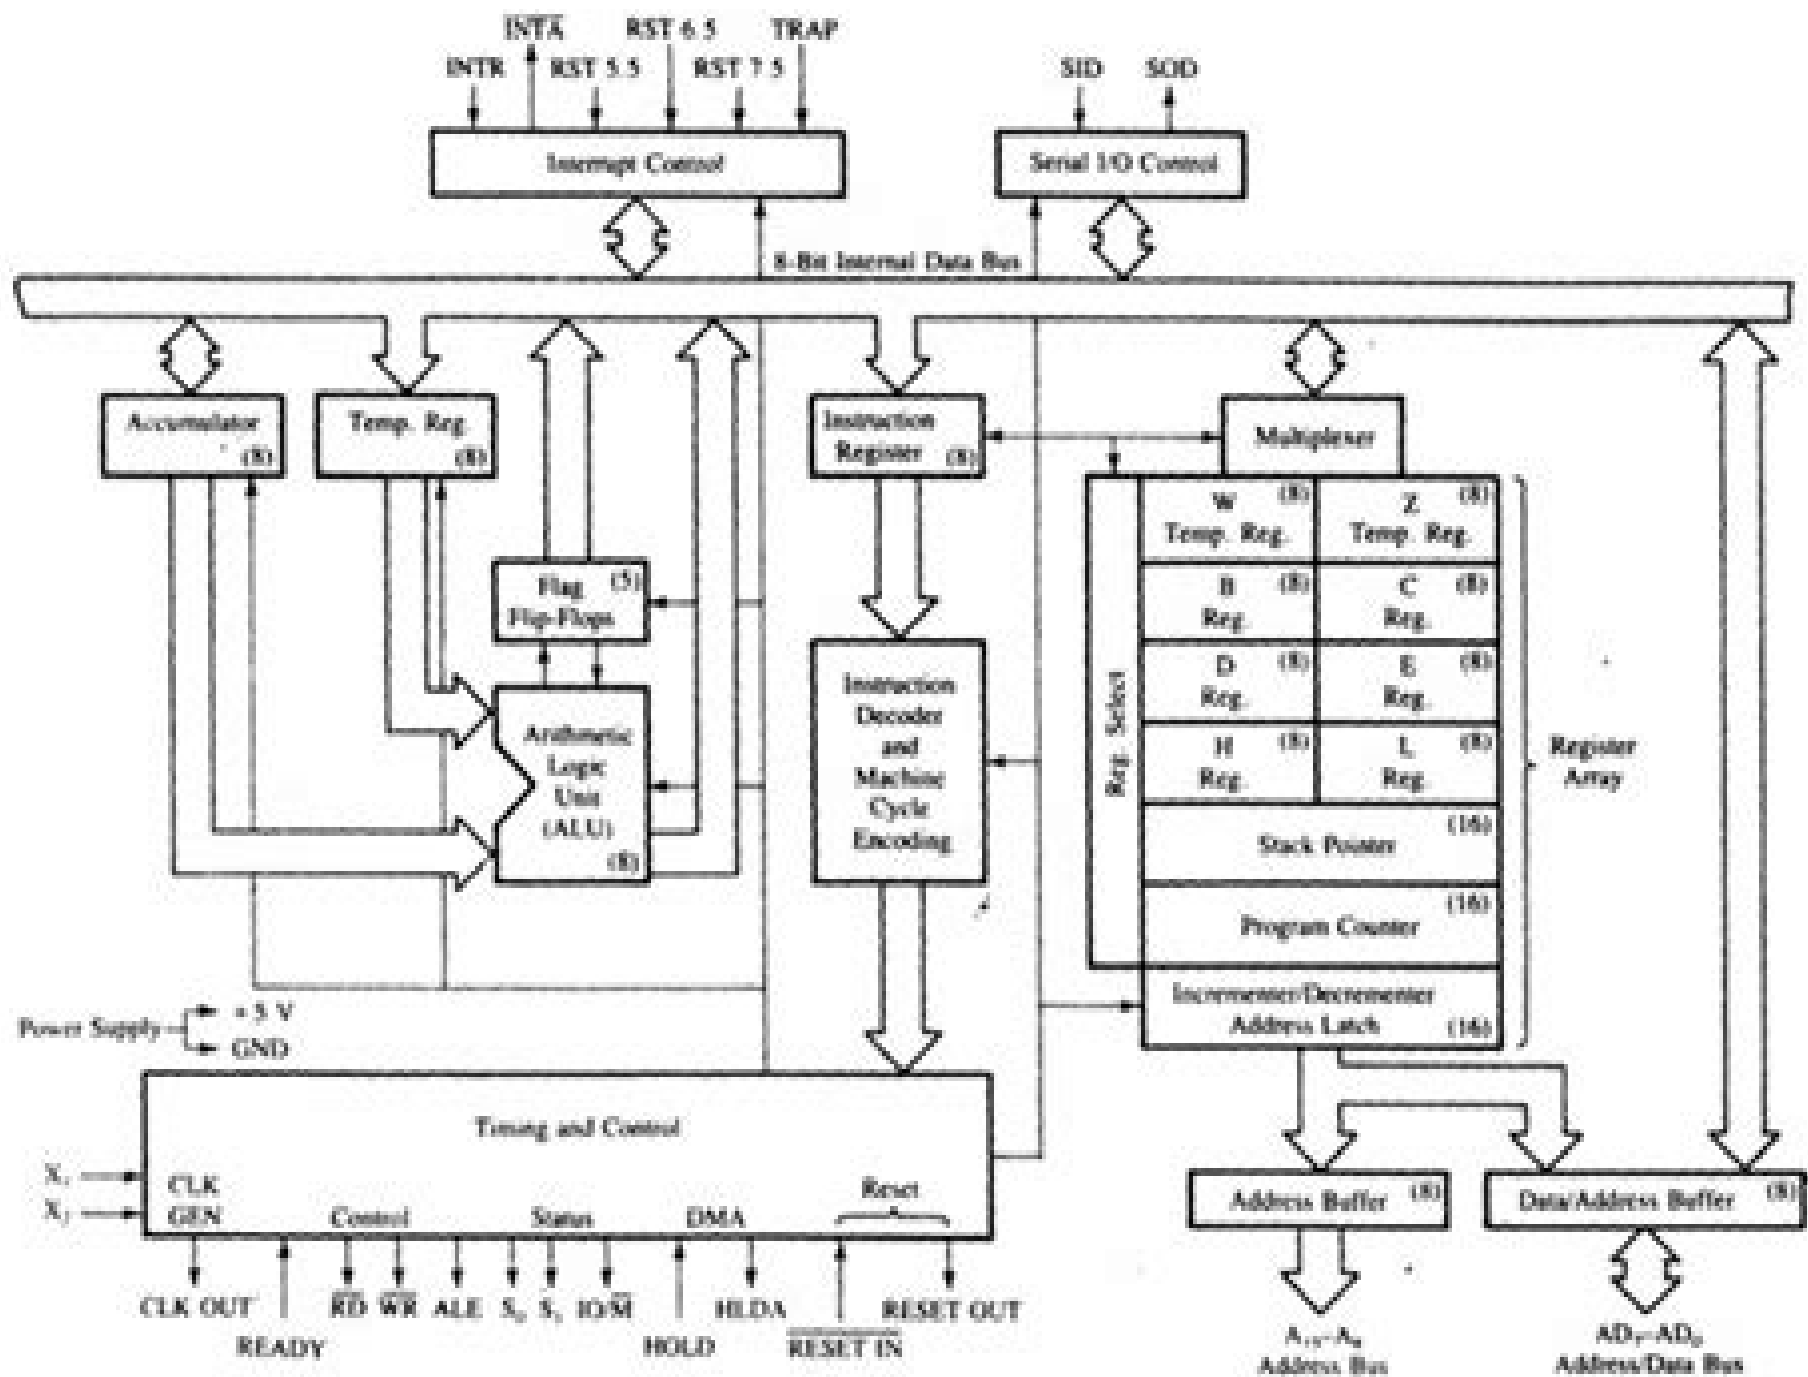 INTA RST 6.5 TRAP
INTR RST 5.5 RST 7.5 SID SOD
Interrupt Control Serial I/O Control
8-Bit Internal Data Bus
Accumulator (8)
Temp. Reg. (8)
Instruction
Register (8)
Multiplexer
Flag (5)
Flip-Flops
Arithmetic
Logic
Unit
(ALU)
(8)
Instruction
Decoder
and
Machine
Cycle
Encoding
Reg. Select
W (8)
Temp. Reg.
Z (8)
Temp. Reg.
B (8)
Reg.
C (8)
Reg.
D (8)
Reg.
E (8)
Reg.
H (8)
Reg.
L (8)
Reg.
(16)
Stack Pointer
(16)
Program Counter
Incrementer/Decrementer
Address Latch (16)
Register
Array
Power Supply
+5 V
GND
Timing and Control
X₁
X₂
CLK
GEN
Control Status DMA Reset
CLK OUT RD WR ALE S₀ S₁ IO/M HLDA RESET OUT
READY HOLD RESET IN
Address Buffer (8)
Data/Address Buffer (8)
A₁₅–A₈
Address Bus
AD₇–AD₀
Address/Data Bus